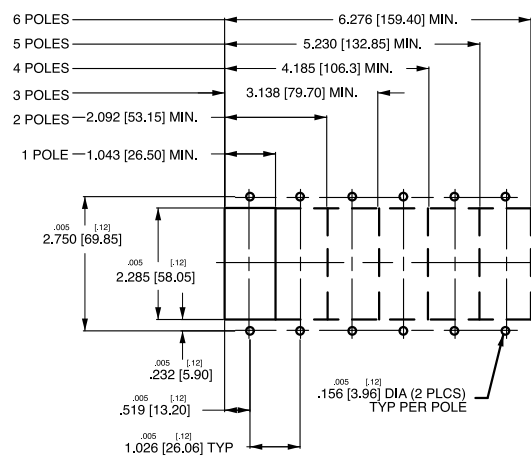 6 POLES 6.276 [159.40] MIN.
5 POLES 5.230 [132.85] MIN.
4 POLES 4.185 [106.3] MIN.
3 POLES 3.138 [79.70] MIN.
2 POLES 2.092 [53.15] MIN.
1 POLE 1.043 [26.50] MIN.
.005 [.12]
2.750 [69.85]
.005 [.12]
2.285 [58.05]
.005 [.12]
.232 [5.90]
.005 [.12]
.519 [13.20]
.005 [.12]
1.026 [26.06] TYP
.005 [.12]
.156 [3.96] DIA (2 PLCS)
TYP PER POLE